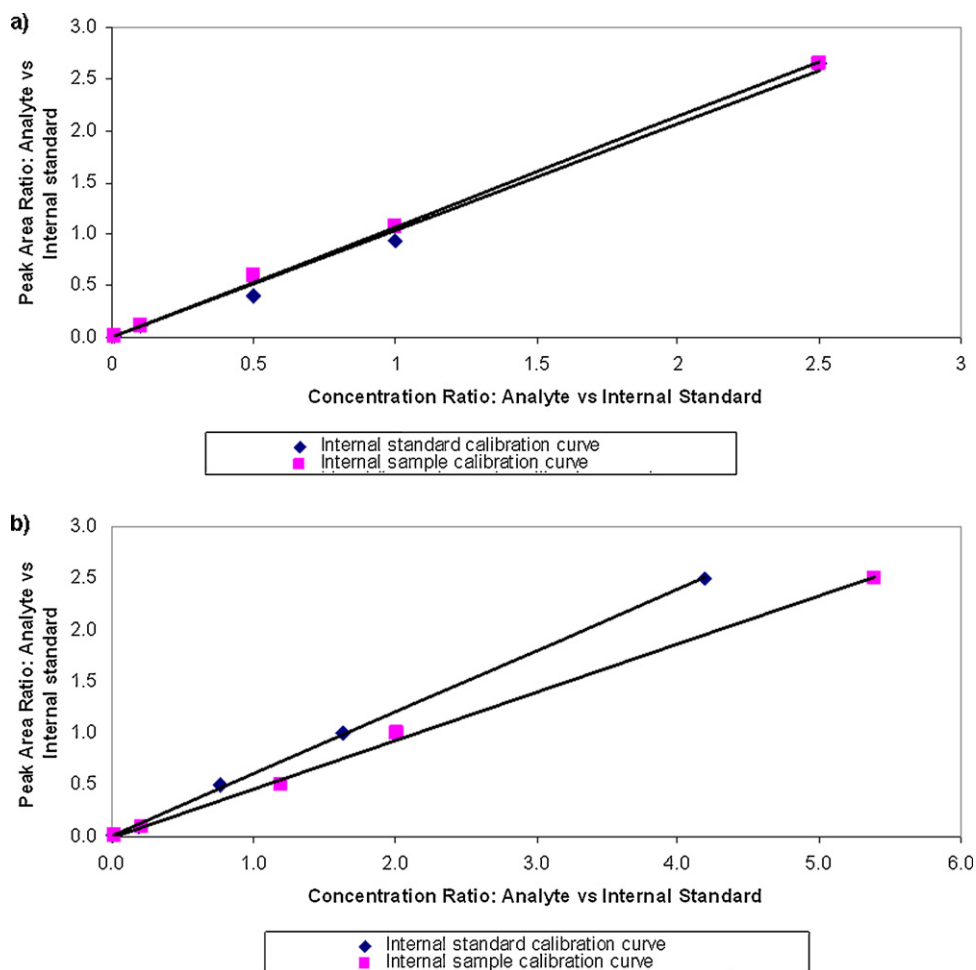 a)
3.0
2.5
2.0
1.5
1.0
0.5
0.0
Peak Area Ratio: Analyte vs
Internal standard
0 0.5 1 1.5 2 2.5 3
Concentration Ratio: Analyte vs Internal Standard
Internal standard calibration curve
Internal sample calibration curve
b)
3.0
2.5
2.0
1.5
1.0
0.5
0.0
Peak Area Ratio: Analyte vs
Internal standard
0.0 1.0 2.0 3.0 4.0 5.0 6.0
Concentration Ratio: Analyte vs Internal Standard
Internal standard calibration curve
Internal sample calibration curve